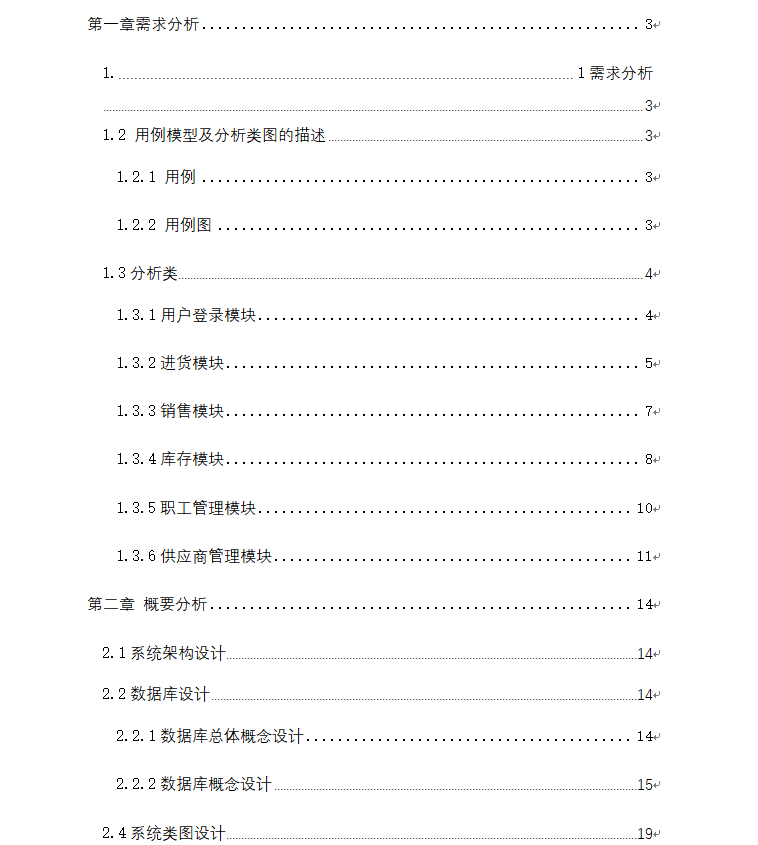 第一章需求分析........................................................ 3
1. ........................................................ 1 需求分析
........................................................ 3
1.2 用例模型及分析类图的描述........................................................ 3
1.2.1 用例........................................................ 3
1.2.2 用例图........................................................ 3
1.3 分析类........................................................ 4
1.3.1 用户登录模块........................................................ 4
1.3.2 进货模块........................................................ 5
1.3.3 销售模块........................................................ 7
1.3.4 库存模块........................................................ 8
1.3.5 职工管理模块........................................................ 10
1.3.6 供应商管理模块........................................................ 11
第二章 概要分析........................................................ 14
2.1 系统架构设计........................................................ 14
2.2 数据库设计........................................................ 14
2.2.1 数据库总体概念设计........................................................ 14
2.2.2 数据库概念设计........................................................ 15
2.4 系统类图设计........................................................ 19